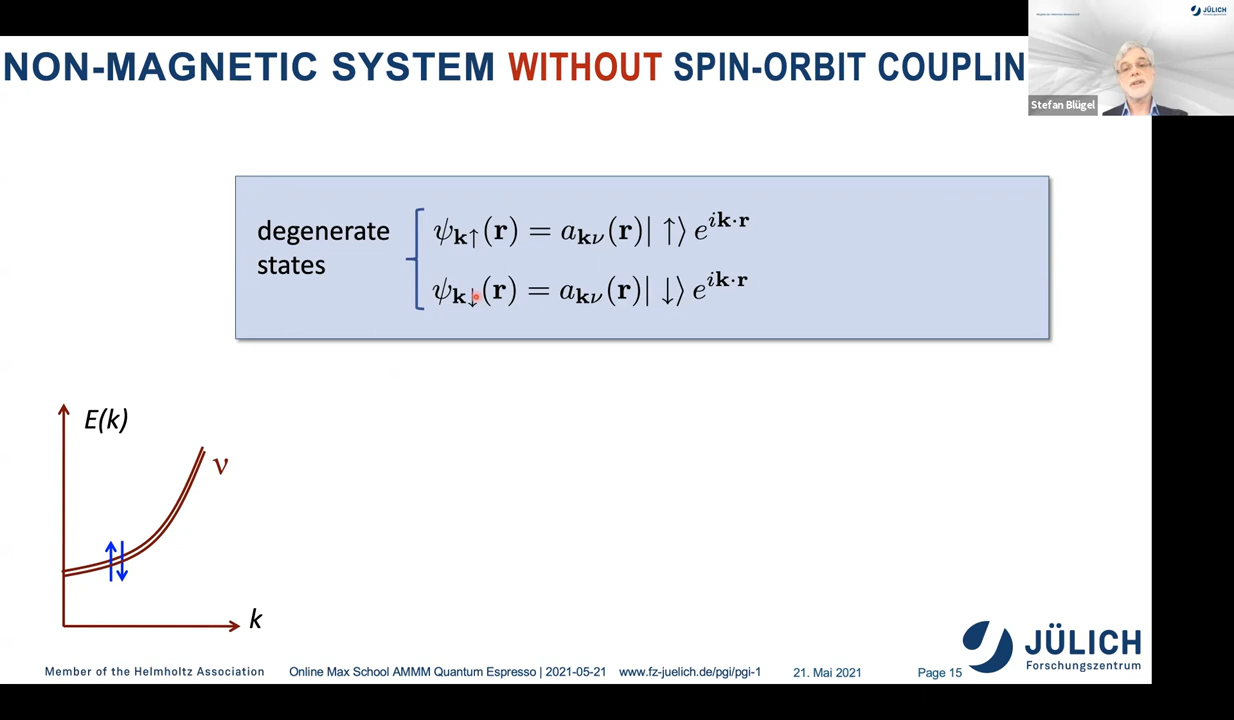 NON-MAGNETIC SYSTEM WITHOUT SPIN-ORBIT COUPLIN
JÜLICH
Stefan Blügel
degenerate states
ψ_{k↑}(r) = a_{kν}(r)| ↑⟩ e^{ik·r}
ψ_{k↓}(r) = a_{kν}(r)| ↓⟩ e^{ik·r}
E(k)
ν
k
JÜLICH
Forschungszentrum
Member of the Helmholtz Association
Online Max School AMMM Quantum Espresso | 2021-05-21
www.fz-juelich.de/pgi/pgi-1
21. Mai 2021
Page 15